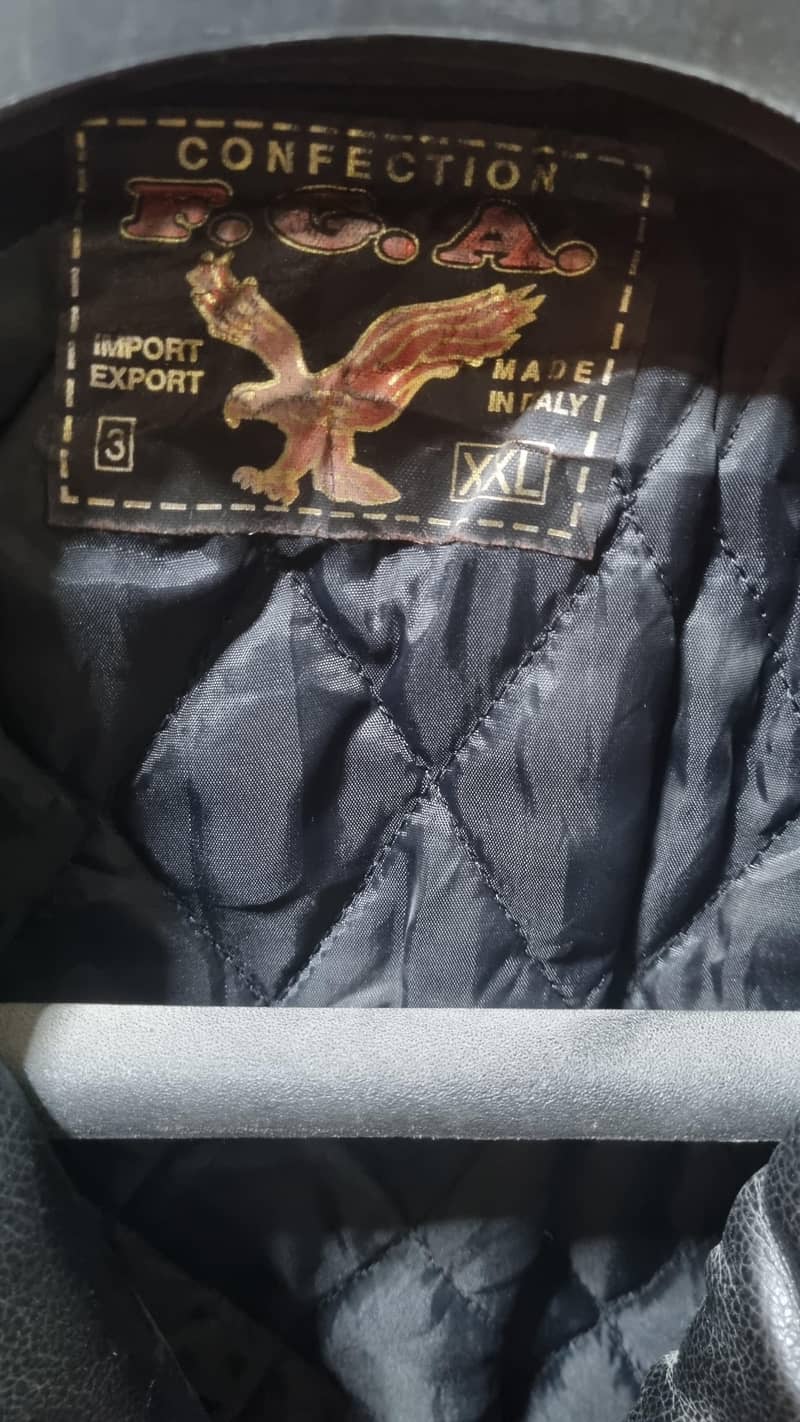 CONFECTION
F.G.A.
IMPORT
EXPORT
MADE
IN ITALY
3
XXL